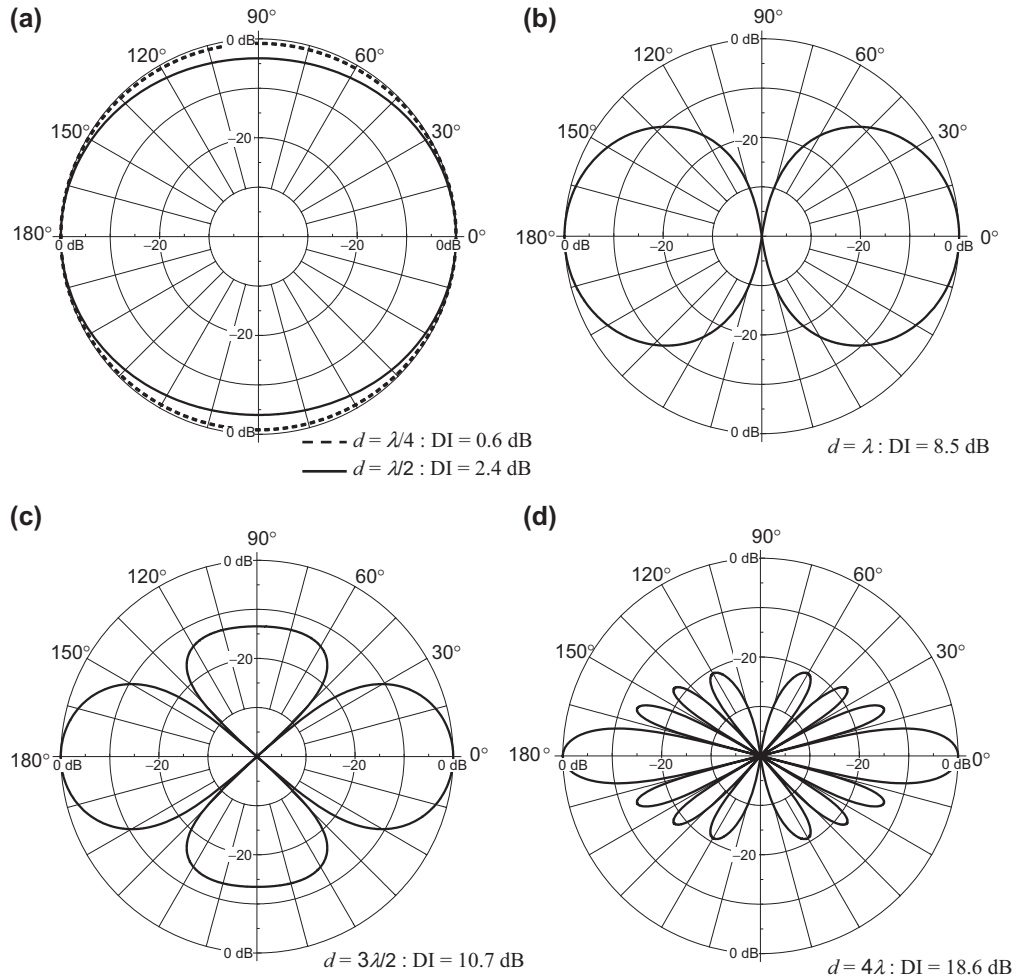 (a)
90°
0 dB
120°
60°
150°
30°
–20
180°
0 dB
–20
–20
0dB
0°
–20
0 dB
d = λ/4 : DI = 0.6 dB
d = λ/2 : DI = 2.4 dB
(b)
90°
0 dB
120°
60°
150°
30°
–20
180°
0 dB
–20
–20
0 dB
0°
–20
0 dB
d = λ : DI = 8.5 dB
(c)
90°
0 dB
120°
60°
150°
30°
–20
180°
0 dB
–20
–20
0 dB
0°
–20
0 dB
d = 3λ/2 : DI = 10.7 dB
(d)
90°
0 dB
120°
60°
150°
30°
–20
180°
0 dB
–20
–20
0 dB
0°
–20
0 dB
d = 4λ : DI = 18.6 dB